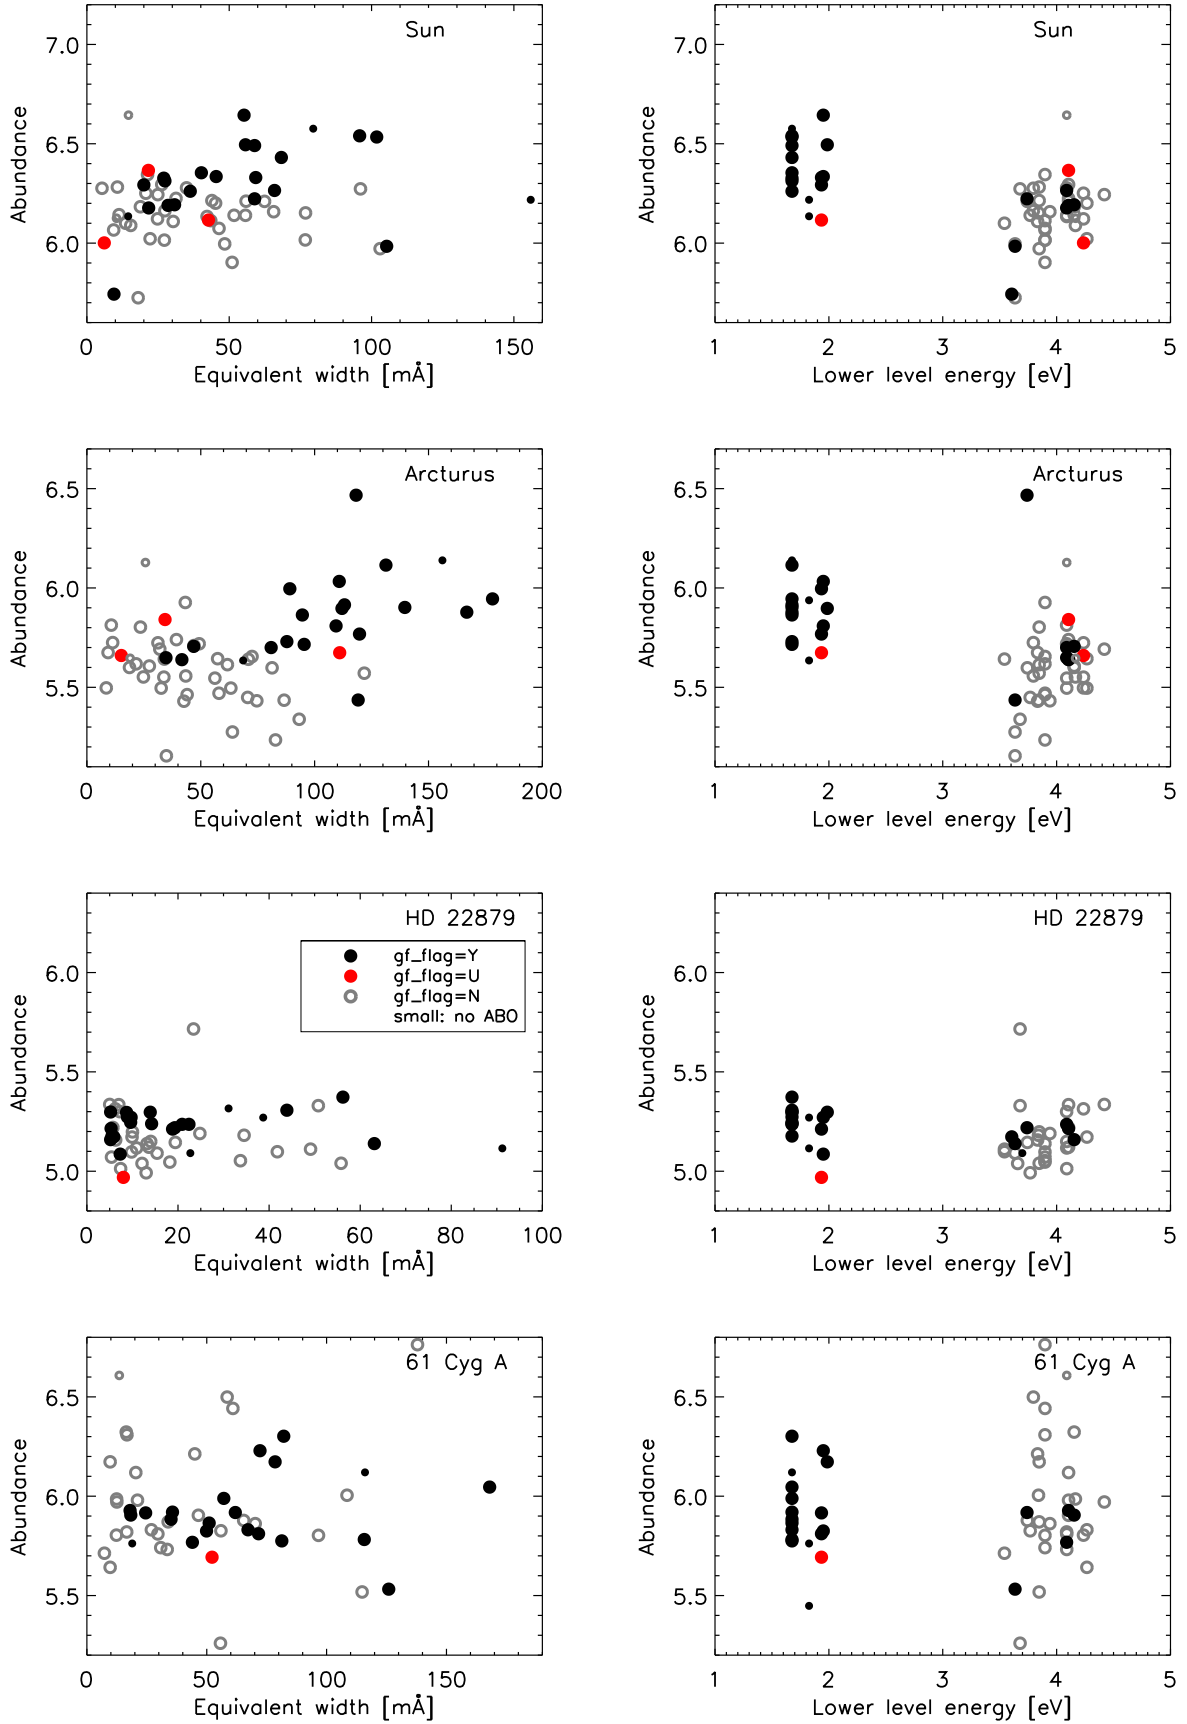 Sun
Abundance
7.0
6.5
6.0
0 50 100 150
Equivalent width [mÅ]
Sun
Abundance
7.0
6.5
6.0
1 2 3 4 5
Lower level energy [eV]
Arcturus
Abundance
6.5
6.0
5.5
0 50 100 150 200
Equivalent width [mÅ]
Arcturus
Abundance
6.5
6.0
5.5
1 2 3 4 5
Lower level energy [eV]
HD 22879
gf_flag=Y
gf_flag=U
gf_flag=N
small: no ABO
Abundance
6.0
5.5
5.0
0 20 40 60 80 100
Equivalent width [mÅ]
HD 22879
Abundance
6.0
5.5
5.0
1 2 3 4 5
Lower level energy [eV]
61 Cyg A
Abundance
6.5
6.0
5.5
0 50 100 150
Equivalent width [mÅ]
61 Cyg A
Abundance
6.5
6.0
5.5
1 2 3 4 5
Lower level energy [eV]